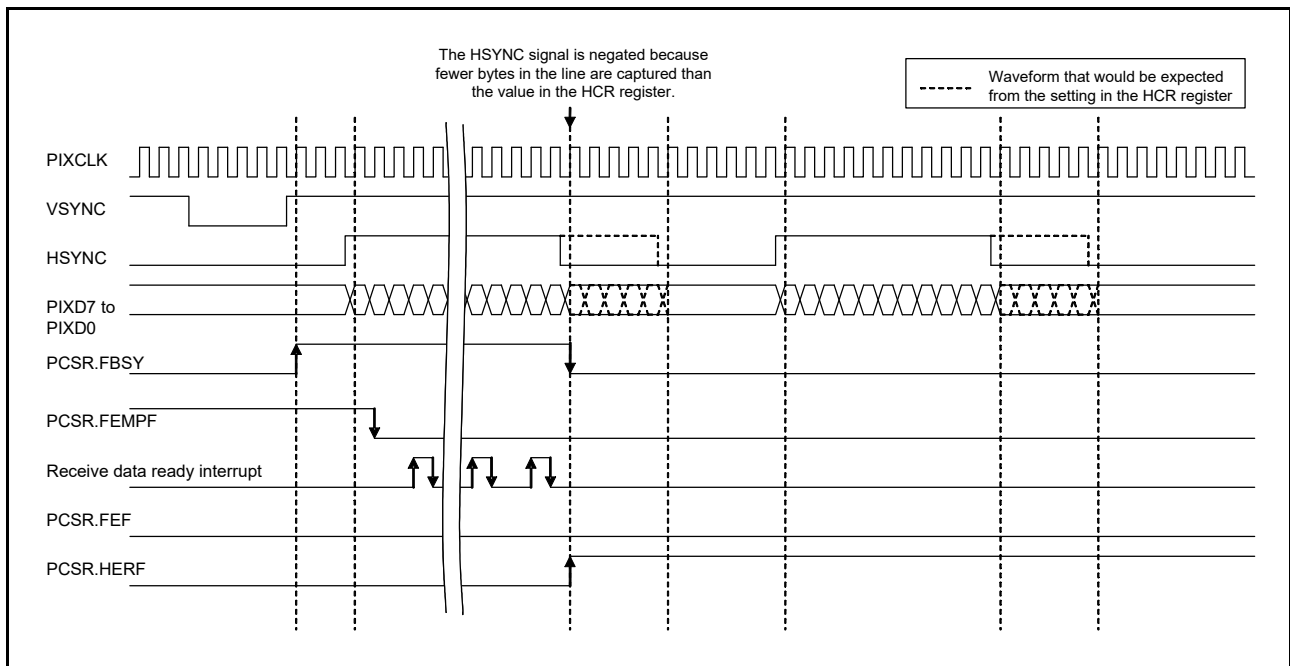 The HSYNC signal is negated because
fewer bytes in the line are captured than
the value in the HCR register.
Waveform that would be expected
from the setting in the HCR register
PIXCLK
VSYNC
HSYNC
PIXD7 to
PIXD0
PCSR.FBSY
PCSR.FEMPF
Receive data ready interrupt
PCSR.FEF
PCSR.HERF